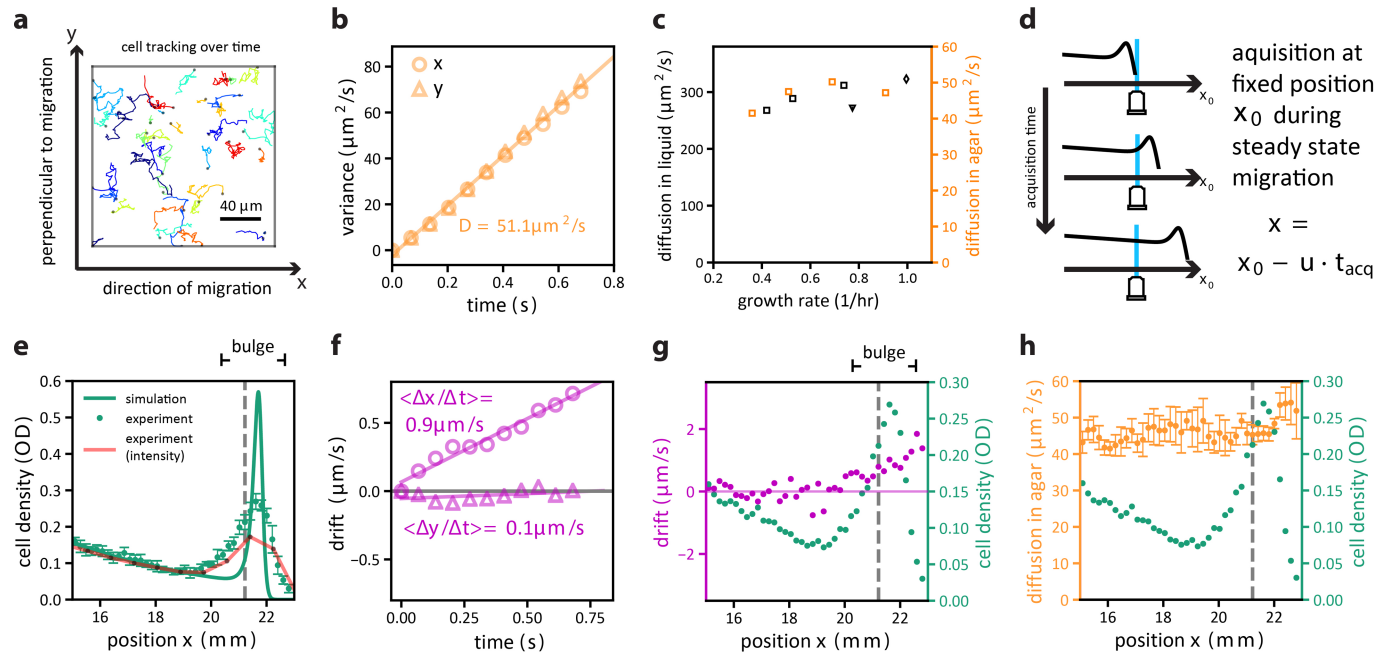 a
y
cell tracking over time
perpendicular to migration
40 µm
x
direction of migration
b
variance (µm²/s)
80
60
40
20
0
x
y
D = 51.1µm²/s
0.0
0.2
0.4
0.6
0.8
time (s)
c
diffusion in liquid (µm²/s)
300
200
100
0
0.2
0.4
0.6
0.8
1.0
growth rate (1/hr)
60
50
40
30
20
10
0
diffusion in agar (µm²/s)
d
acquisition time
x₀
x₀
x₀
aquisition at
fixed position
x₀ during
steady state
migration
x =
x₀ − u · tacq
e
bulge
cell density (OD)
0.6
0.5
0.4
0.3
0.2
0.1
0.0
simulation
experiment
experiment
(intensity)
16
18
20
22
position x (mm)
f
drift (µm/s)
0.5
0.0
−0.5
<Δx/Δt>=
0.9µm/s
<Δy/Δt>= 0.1µm/s
0.00
0.25
0.50
0.75
time (s)
g
bulge
drift (µm/s)
2
0
−2
16
18
20
22
position x (mm)
0.30
0.25
0.20
0.15
0.10
0.05
0.00
cell density (OD)
h
diffusion in agar (µm²/s)
60
50
40
30
20
10
0
16
18
20
22
position x (mm)
0.30
0.25
0.20
0.15
0.10
0.05
0.00
cell density (OD)